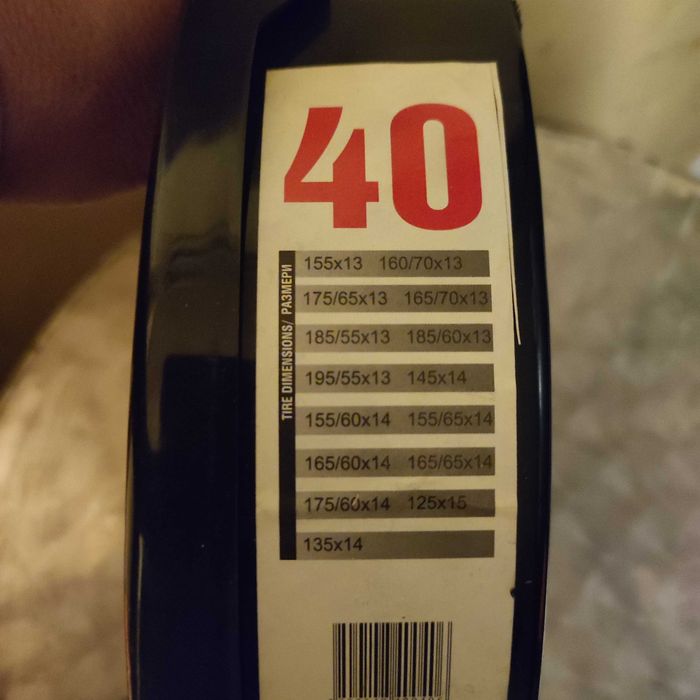 40
TIRE DIMENSIONS/ РАЗМЕРИ
155x13 160/70x13
175/65x13 165/70x13
185/55x13 185/60x13
195/55x13 145x14
155/60x14 155/65x14
165/60x14 165/65x14
175/60x14 125x15
135x14